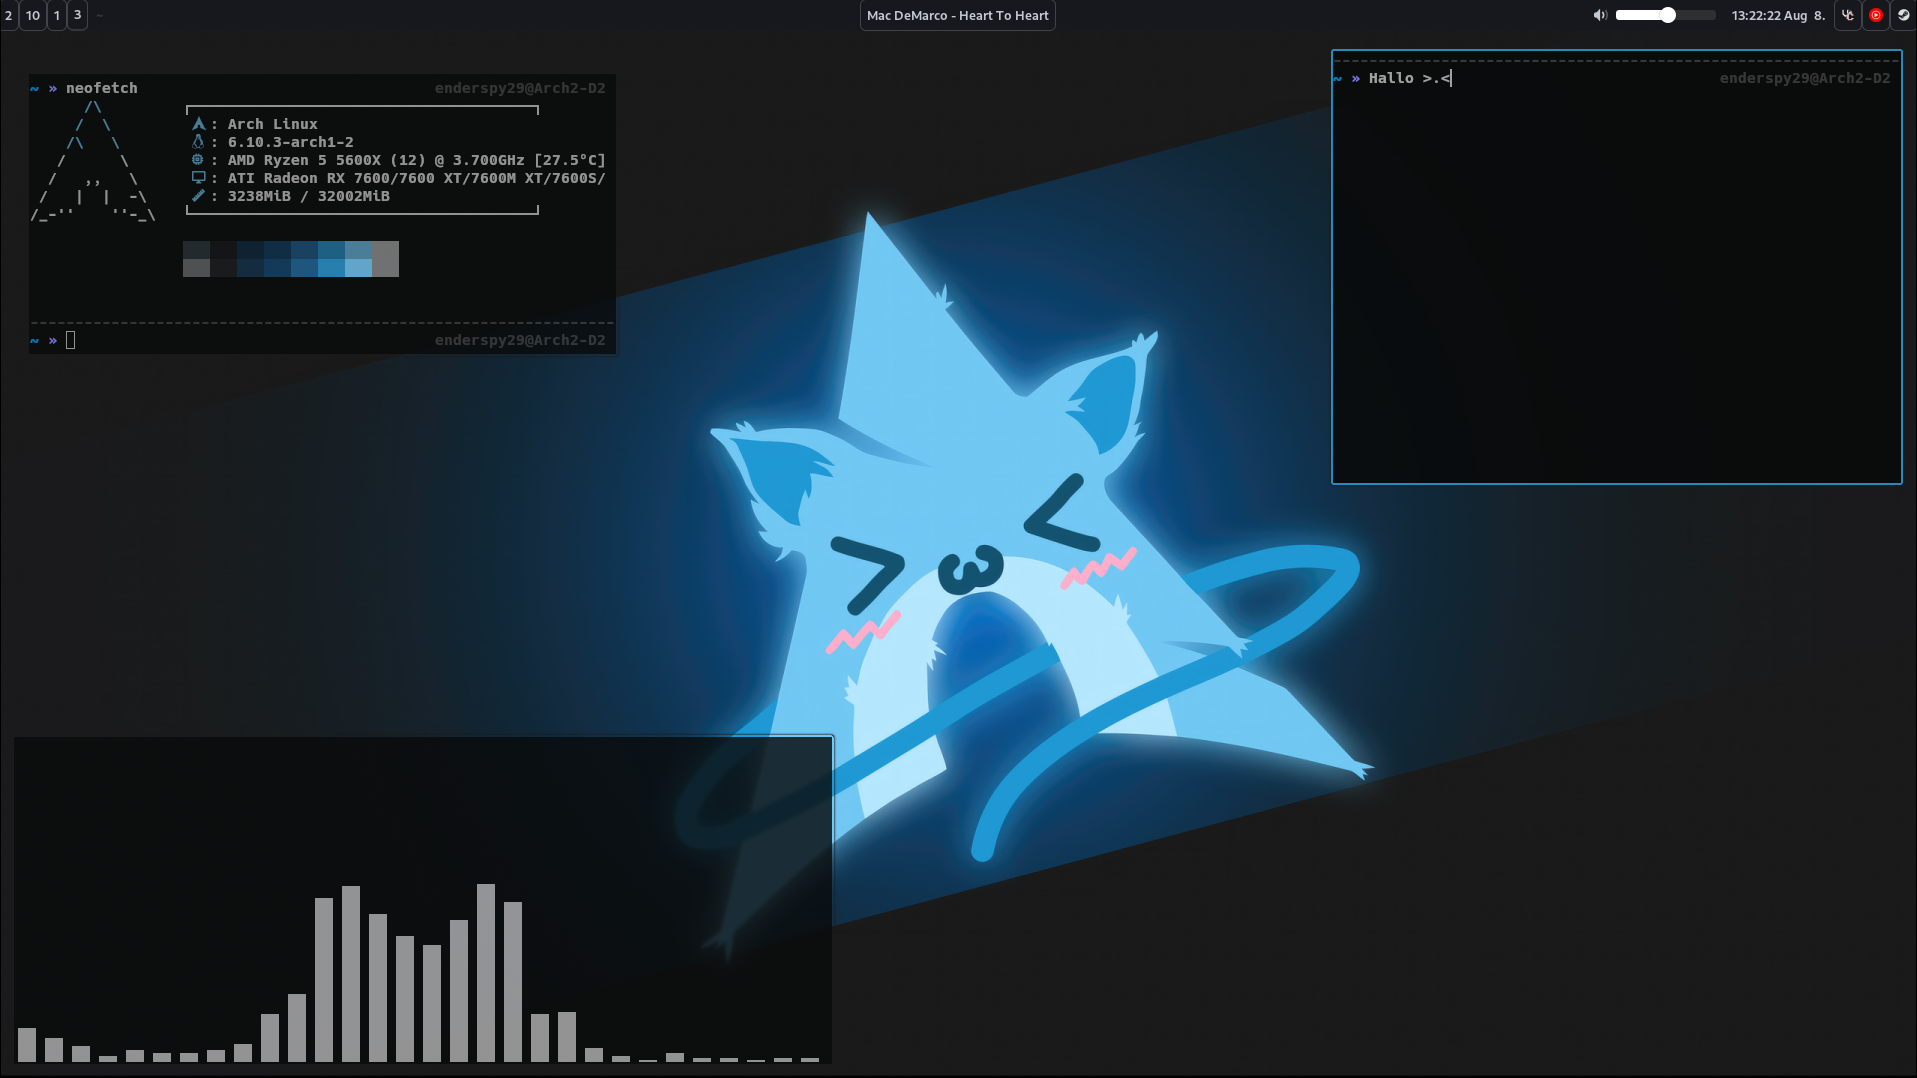 2 10 1 3 ~
Mac DeMarco - Heart To Heart
13:22:22 Aug 8.
~ » neofetch enderspy29@Arch2-D2
: Arch Linux
: 6.10.3-arch1-2
: AMD Ryzen 5 5600X (12) @ 3.700GHz [27.5°C]
: ATI Radeon RX 7600/7600 XT/7600M XT/7600S/
: 3238MiB / 32002MiB
~ » enderspy29@Arch2-D2
~ » Hallo >.< enderspy29@Arch2-D2